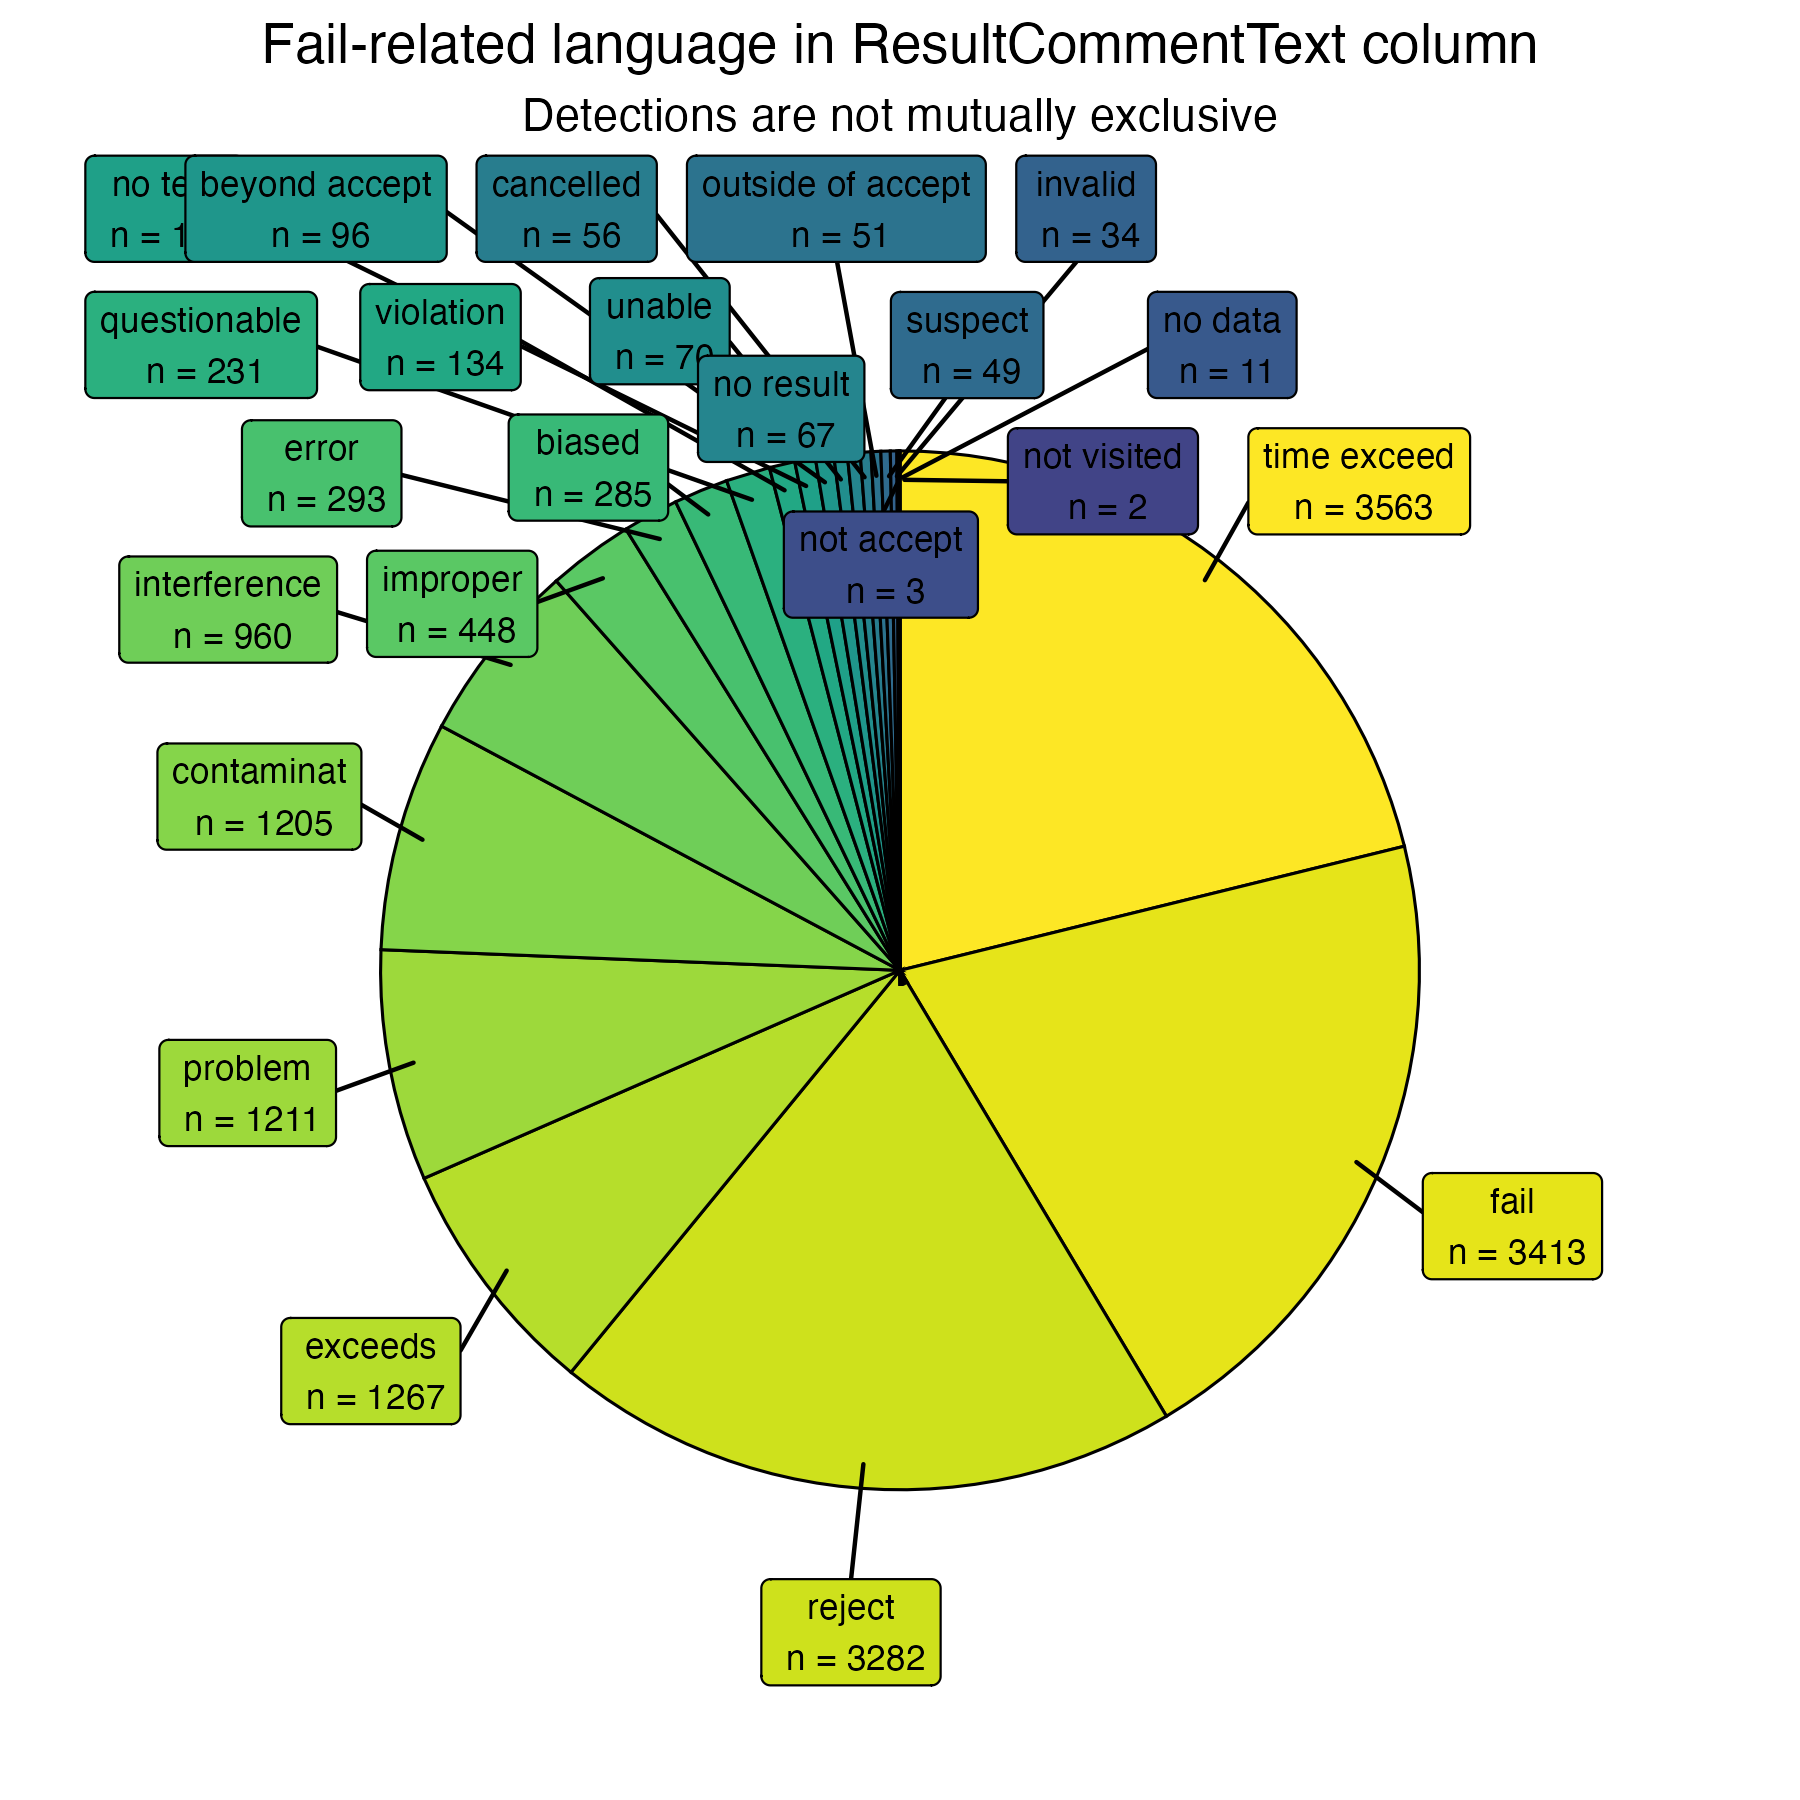 Fail-related language in ResultCommentText column
Detections are not mutually exclusive
no
n = 1
beyond accept
n = 96
cancelled
n = 56
outside of accept
n = 51
invalid
n = 34
questionable
n = 231
violation
n = 134
unable
n = 70
no result
n = 67
suspect
n = 49
no data
n = 11
error
n = 293
biased
n = 285
not visited
n = 2
time exceed
n = 3563
not accept
n = 3
interference
n = 960
improper
n = 448
contaminat
n = 1205
problem
n = 1211
fail
n = 3413
exceeds
n = 1267
reject
n = 3282